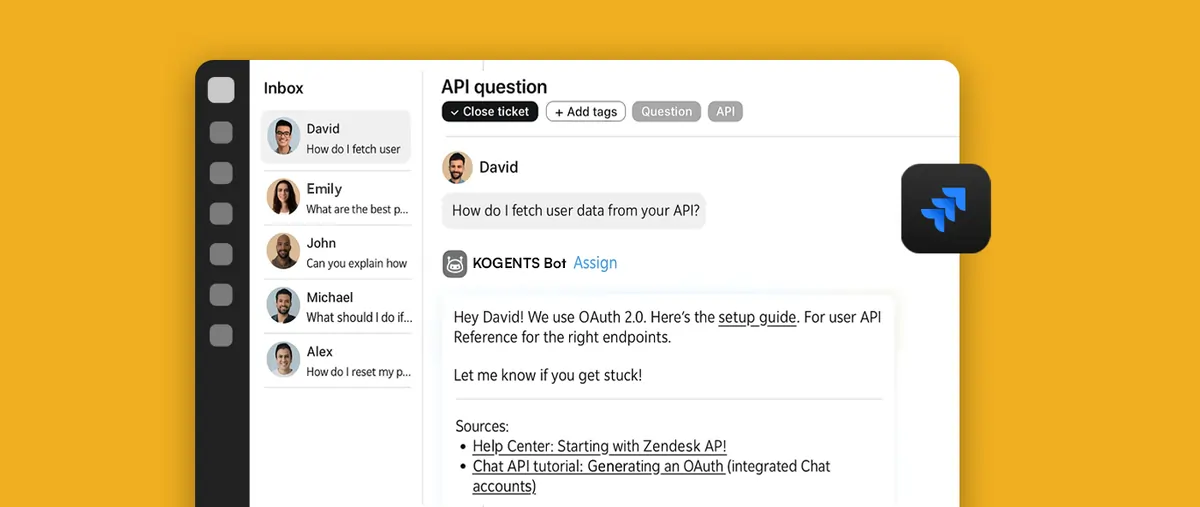 Inbox
David
How do I fetch user
Emily
What are the best p...
John
Can you explain how
Michael
What should I do if...
Alex
How do I reset my p...
API question
✓ Close ticket
+ Add tags
Question
API
David
How do I fetch user data from your API?
KOGENTS Bot Assign
Hey David! We use OAuth 2.0. Here's the setup guide. For user API
Reference for the right endpoints.
Let me know if you get stuck!
Sources:
• Help Center: Starting with Zendesk API!
• Chat API tutorial: Generating an OAuth (integrated Chat
accounts)